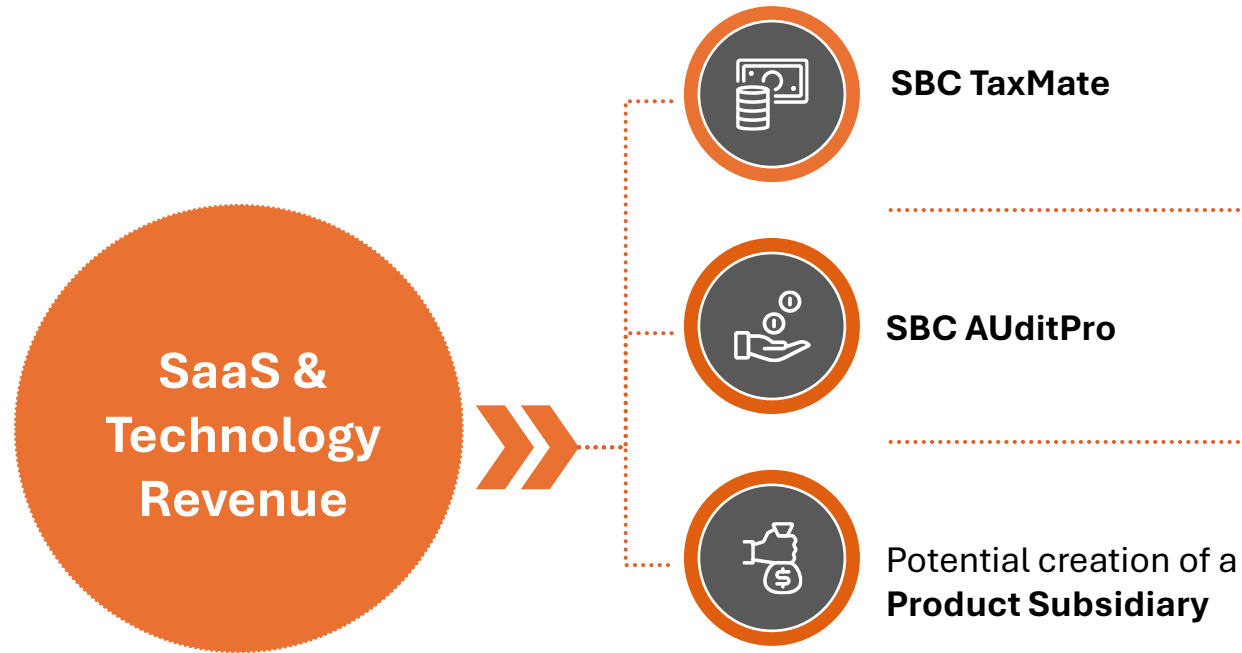 SaaS &
Technology
Revenue
SBC TaxMate
SBC AUditPro
Potential creation of a
Product Subsidiary